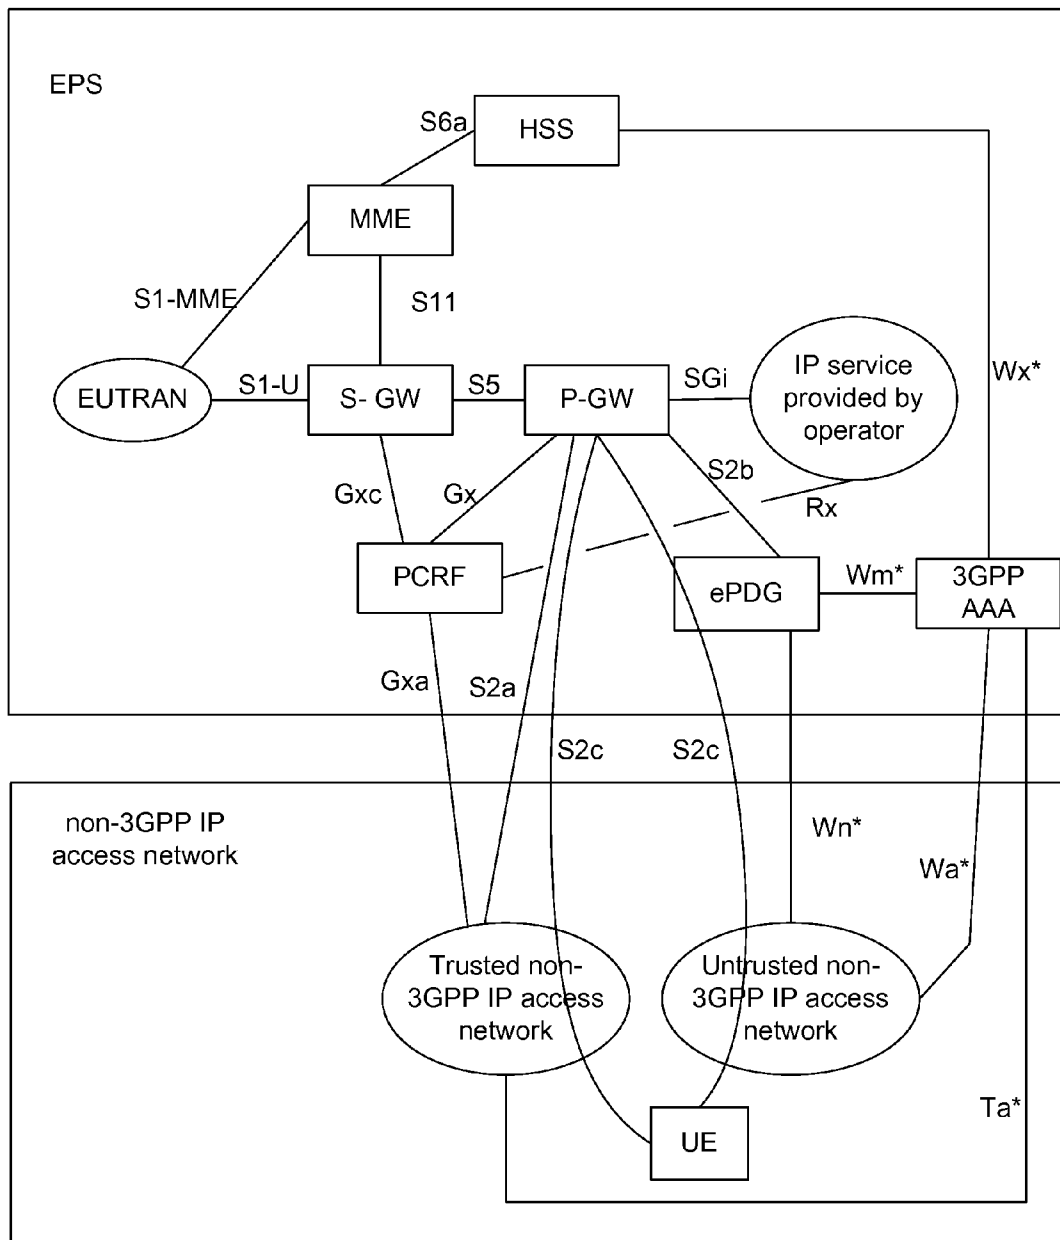 EPS
S6a
HSS
MME
S1-MME
S11
Wx*
EUTRAN
S1-U
S- GW
S5
P-GW
SGi
IP service
provided by
operator
Gxc
Gx
S2b
Rx
PCRF
ePDG
Wm*
3GPP
AAA
Gxa
S2a
S2c
S2c
non-3GPP IP
access network
Wn*
Wa*
Trusted non-
3GPP IP access
network
Untrusted non-
3GPP IP access
network
Ta*
UE